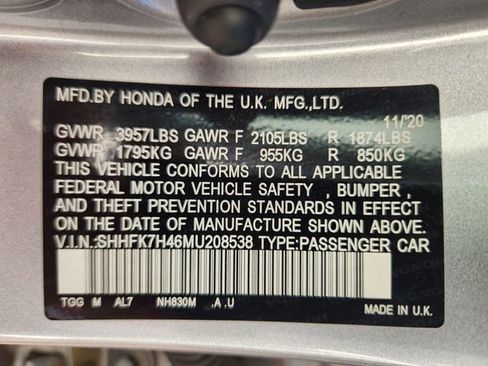 MFD.BY HONDA OF THE U.K. MFG.,LTD.
11/20
GVWR 3957LBS GAWR F 2105LBS R 1874LBS
GVWR 1795KG GAWR F 955KG R 850KG
THIS VEHICLE CONFORMS TO ALL APPLICABLE
FEDERAL MOTOR VEHICLE SAFETY , BUMPER ,
AND THEFT PREVENTION STANDARDS IN EFFECT
ON THE DATE OF MANUFACTURE SHOWN ABOVE.
V.I.N.:SHHFK7H46MU208538 TYPE:PASSENGER CAR
TGG M AL7 NH830M .A .U
MADE IN U.K.